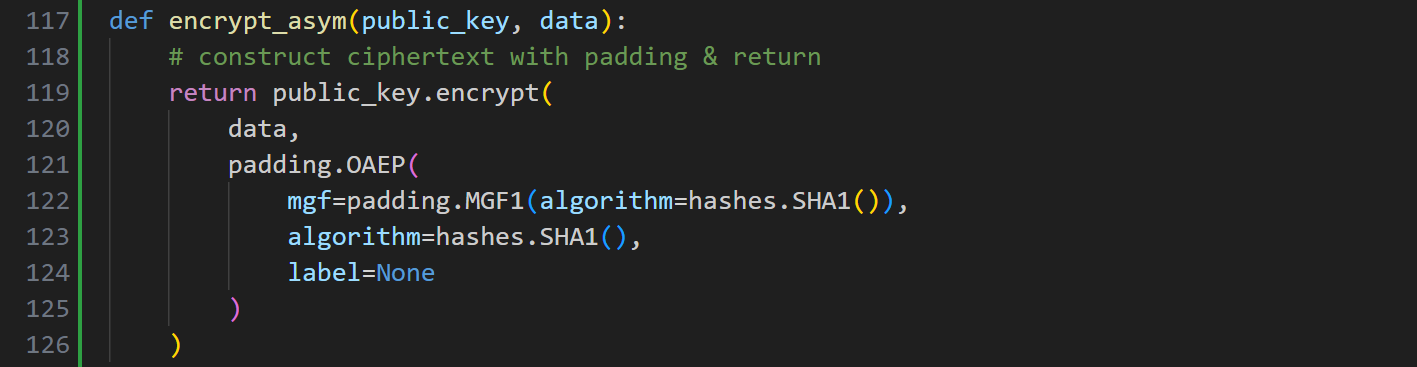 117 def encrypt_asym(public_key, data):
118     # construct ciphertext with padding & return
119     return public_key.encrypt(
120         data,
121         padding.OAEP(
122             mgf=padding.MGF1(algorithm=hashes.SHA1()),
123             algorithm=hashes.SHA1(),
124             label=None
125         )
126     )